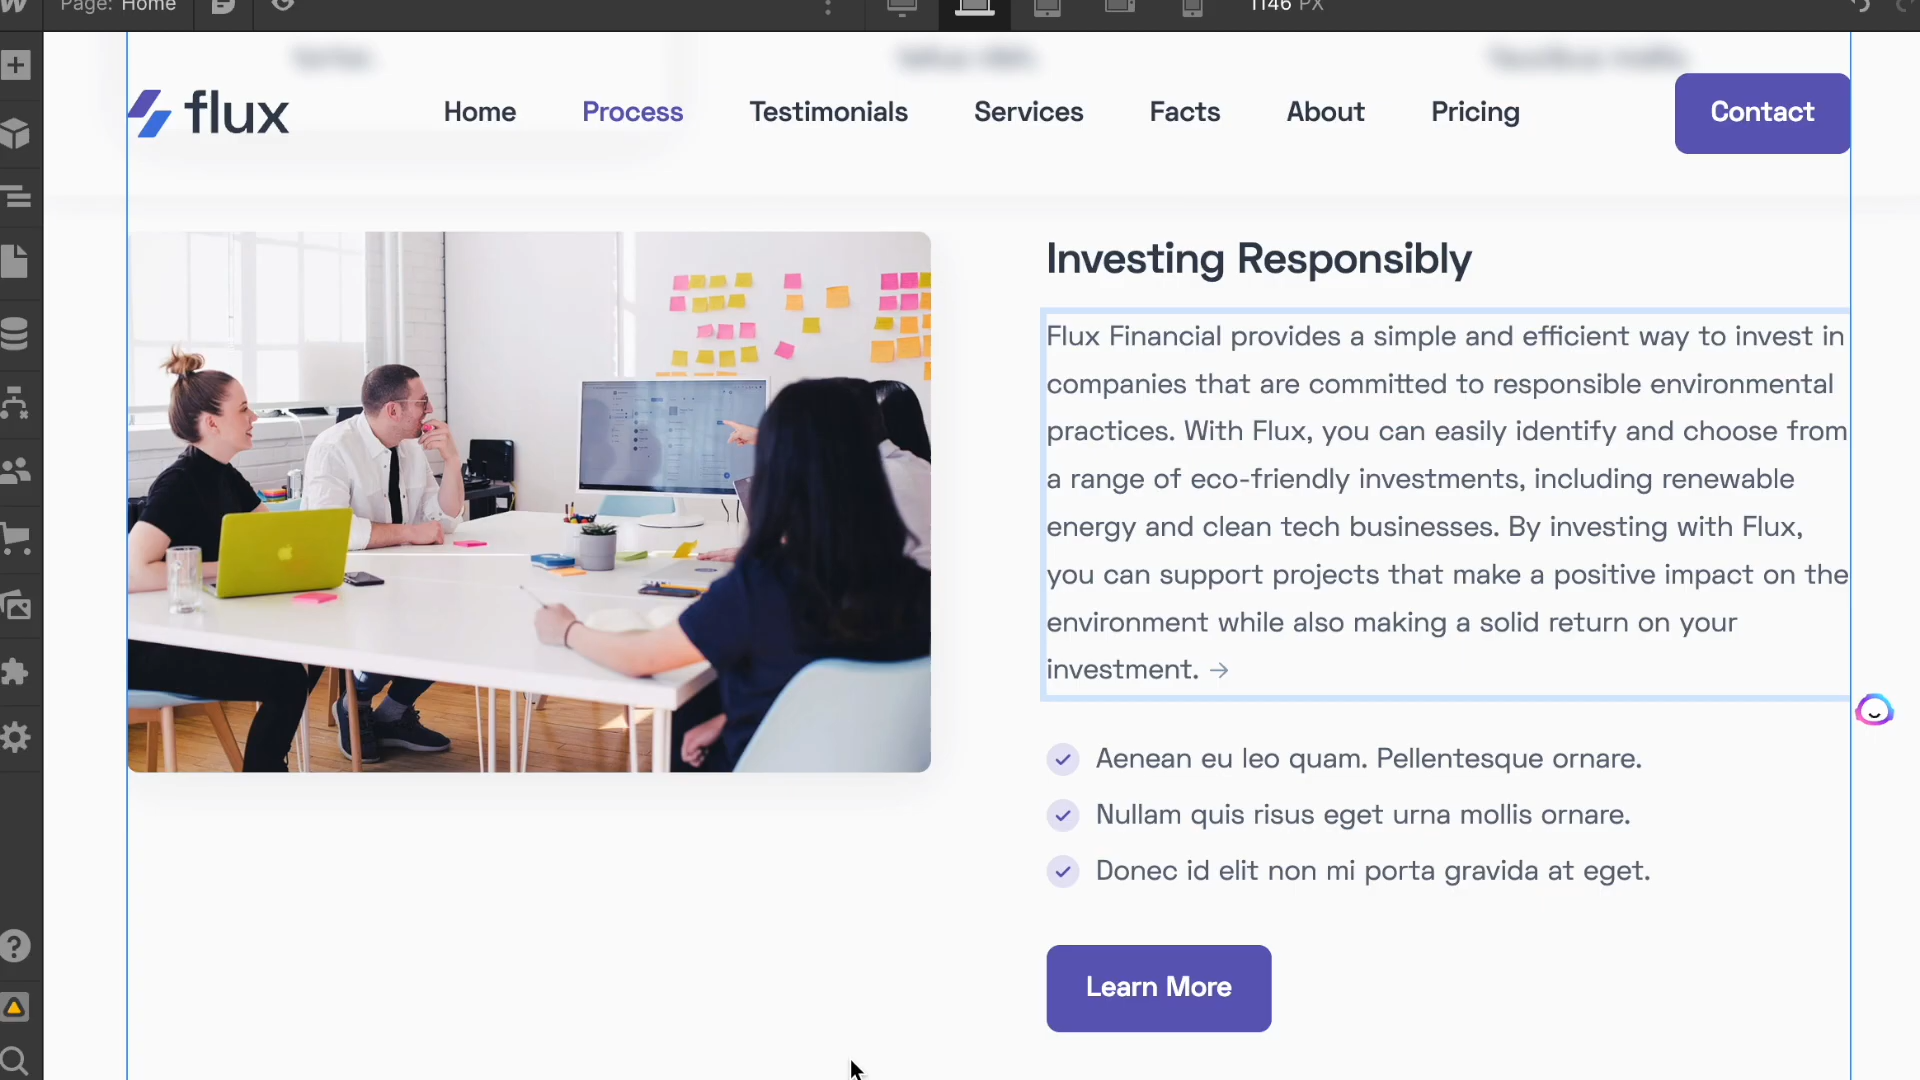 Page: Home
1146 PX
flux
Home
Process
Testimonials
Services
Facts
About
Pricing
Contact
Investing Responsibly
Flux Financial provides a simple and efficient way to invest in
companies that are committed to responsible environmental
practices. With Flux, you can easily identify and choose from
a range of eco-friendly investments, including renewable
energy and clean tech businesses. By investing with Flux,
you can support projects that make a positive impact on the
environment while also making a solid return on your
investment. →
Aenean eu leo quam. Pellentesque ornare.
Nullam quis risus eget urna mollis ornare.
Donec id elit non mi porta gravida at eget.
Learn More